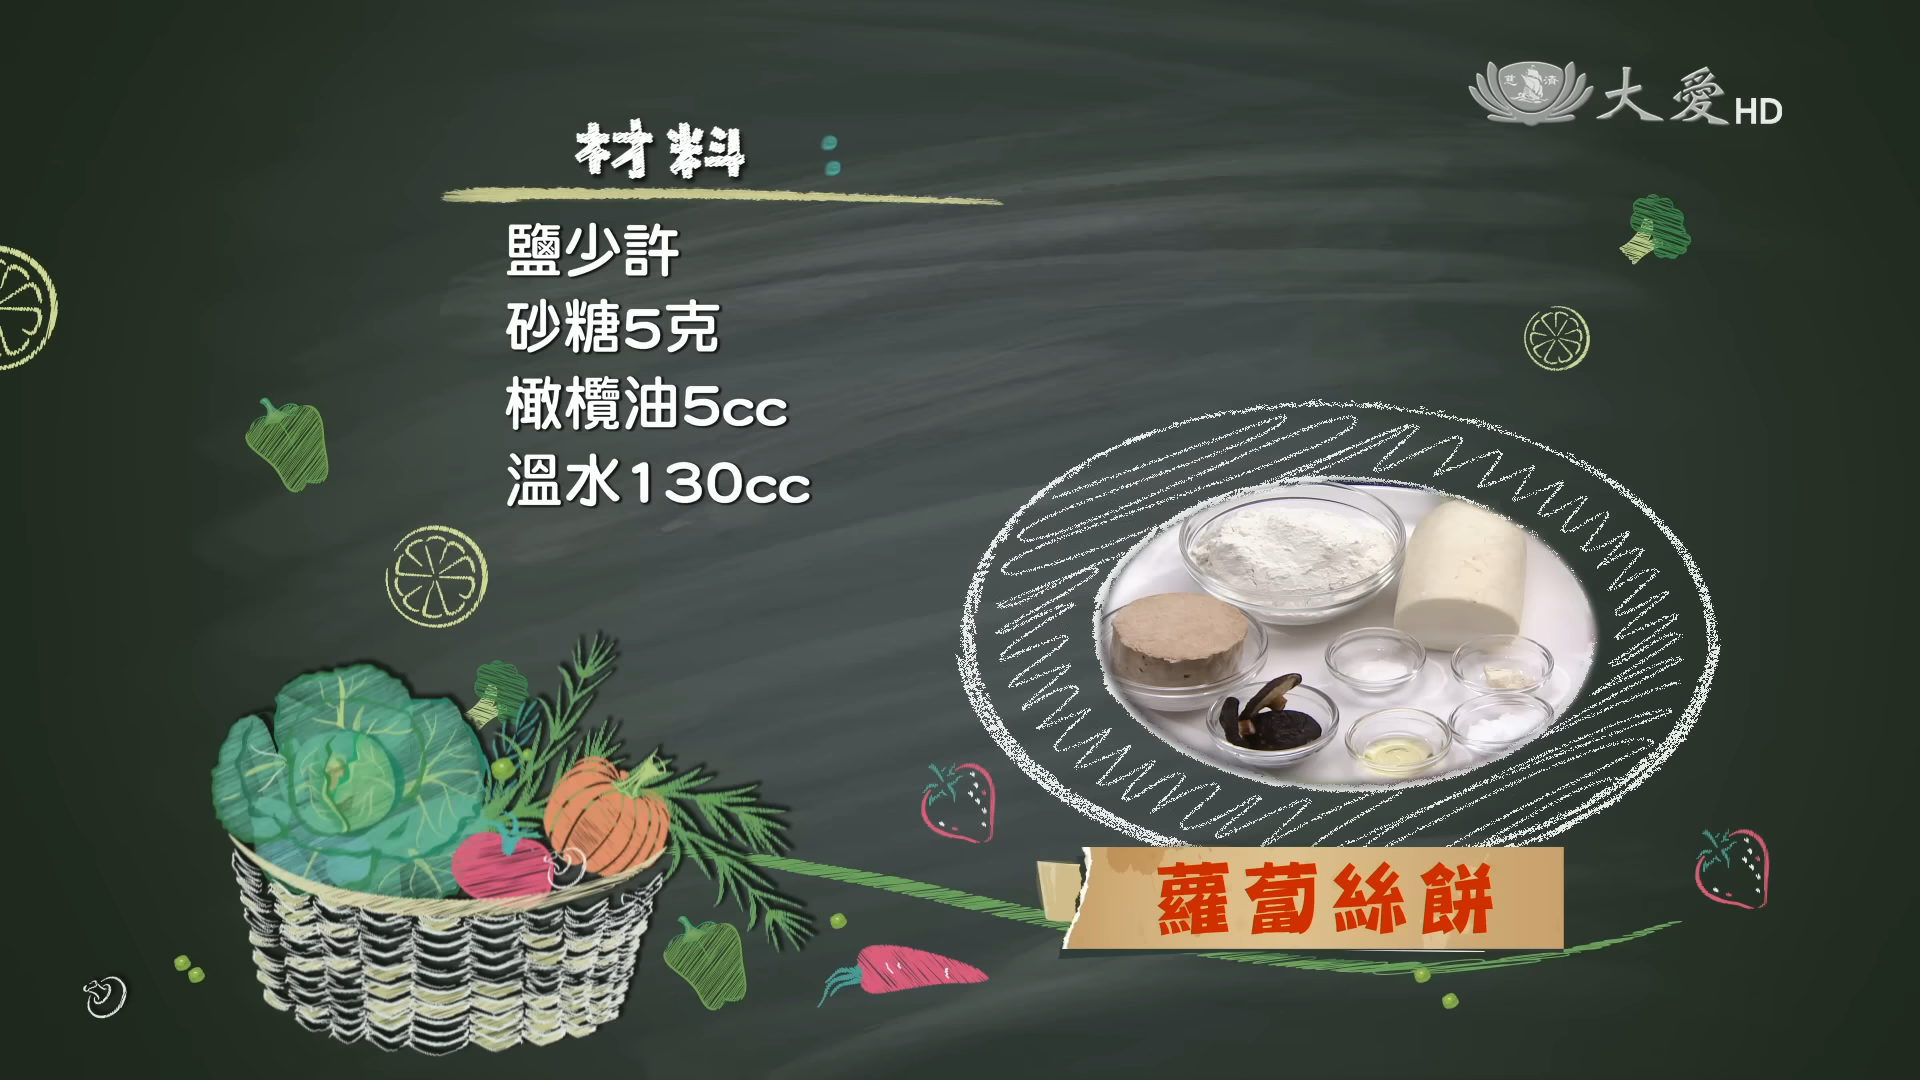 大愛HD
材料：
鹽少許
砂糖5克
橄欖油5cc
溫水130cc
蘿蔔絲餅